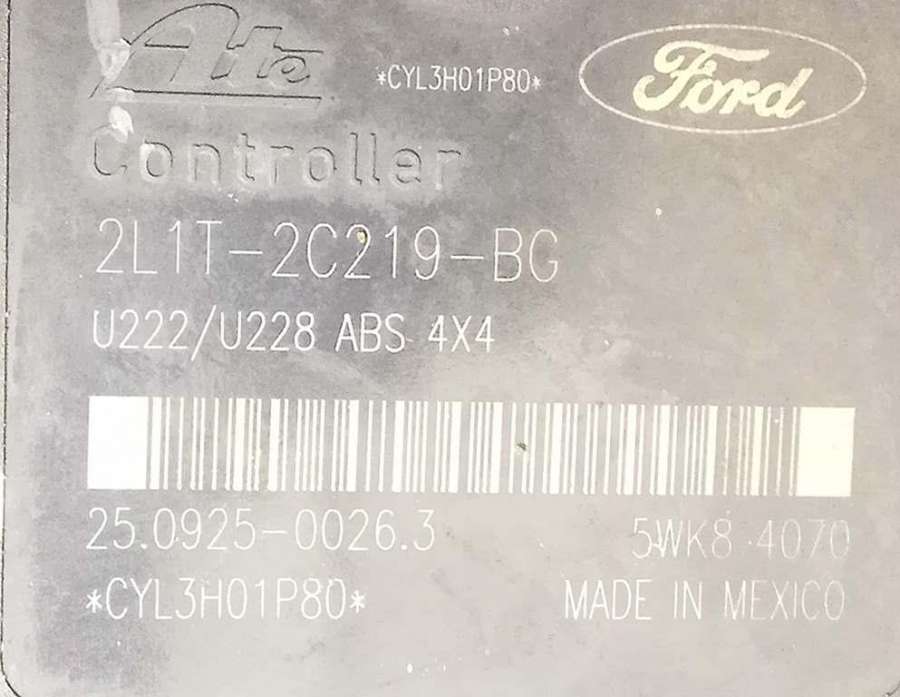 Ate
*CYL3H01P80*
Ford
Controller
2L1T-2C219-BG
U222/U228 ABS 4X4
25.0925-0026.3
5WK8 4070
*CYL3H01P80*
MADE IN MEXICO